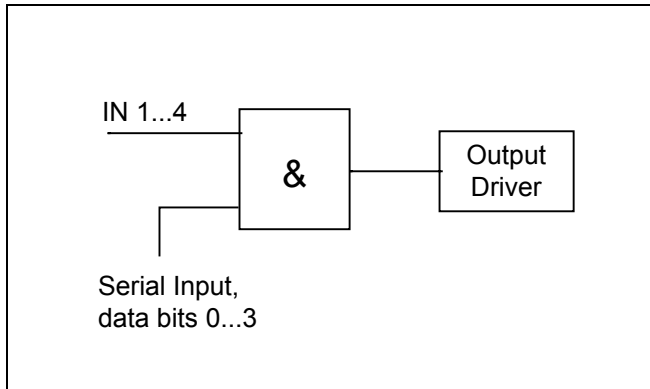 IN 1...4
&
Output
Driver
Serial Input,
data bits 0...3